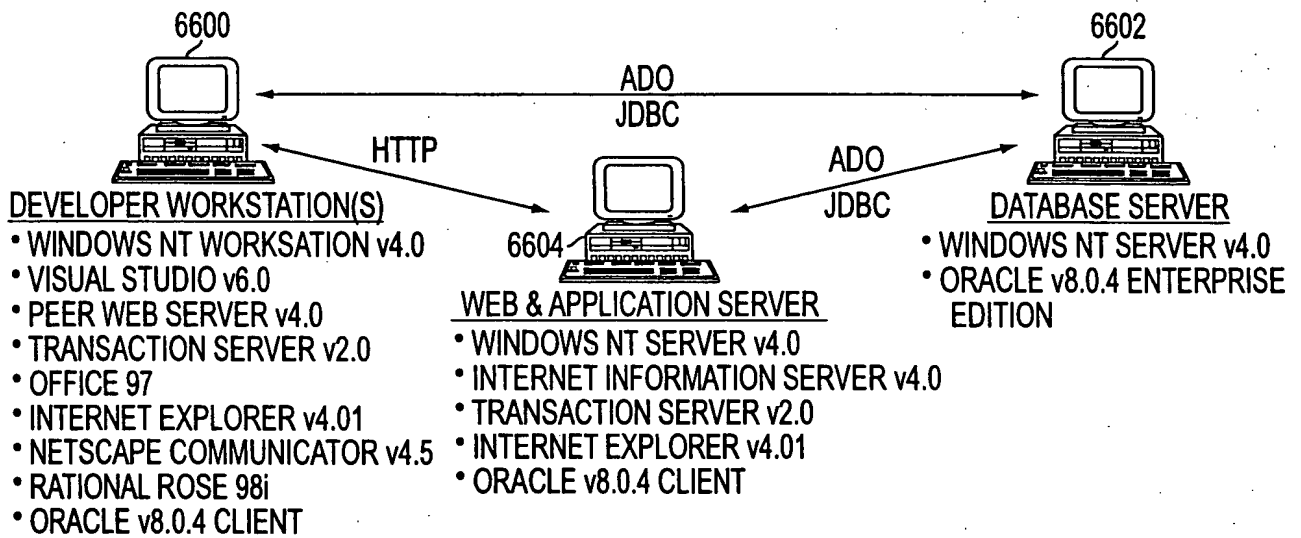 6600
6602
ADO
JDBC
HTTP
ADO
JDBC
6604
DEVELOPER WORKSTATION(S)
• WINDOWS NT WORKSATION v4.0
• VISUAL STUDIO v6.0
• PEER WEB SERVER v4.0
• TRANSACTION SERVER v2.0
• OFFICE 97
• INTERNET EXPLORER v4.01
• NETSCAPE COMMUNICATOR v4.5
• RATIONAL ROSE 98i
• ORACLE v8.0.4 CLIENT
WEB & APPLICATION SERVER
• WINDOWS NT SERVER v4.0
• INTERNET INFORMATION SERVER v4.0
• TRANSACTION SERVER v2.0
• INTERNET EXPLORER v4.01
• ORACLE v8.0.4 CLIENT
DATABASE SERVER
• WINDOWS NT SERVER v4.0
• ORACLE v8.0.4 ENTERPRISE
EDITION